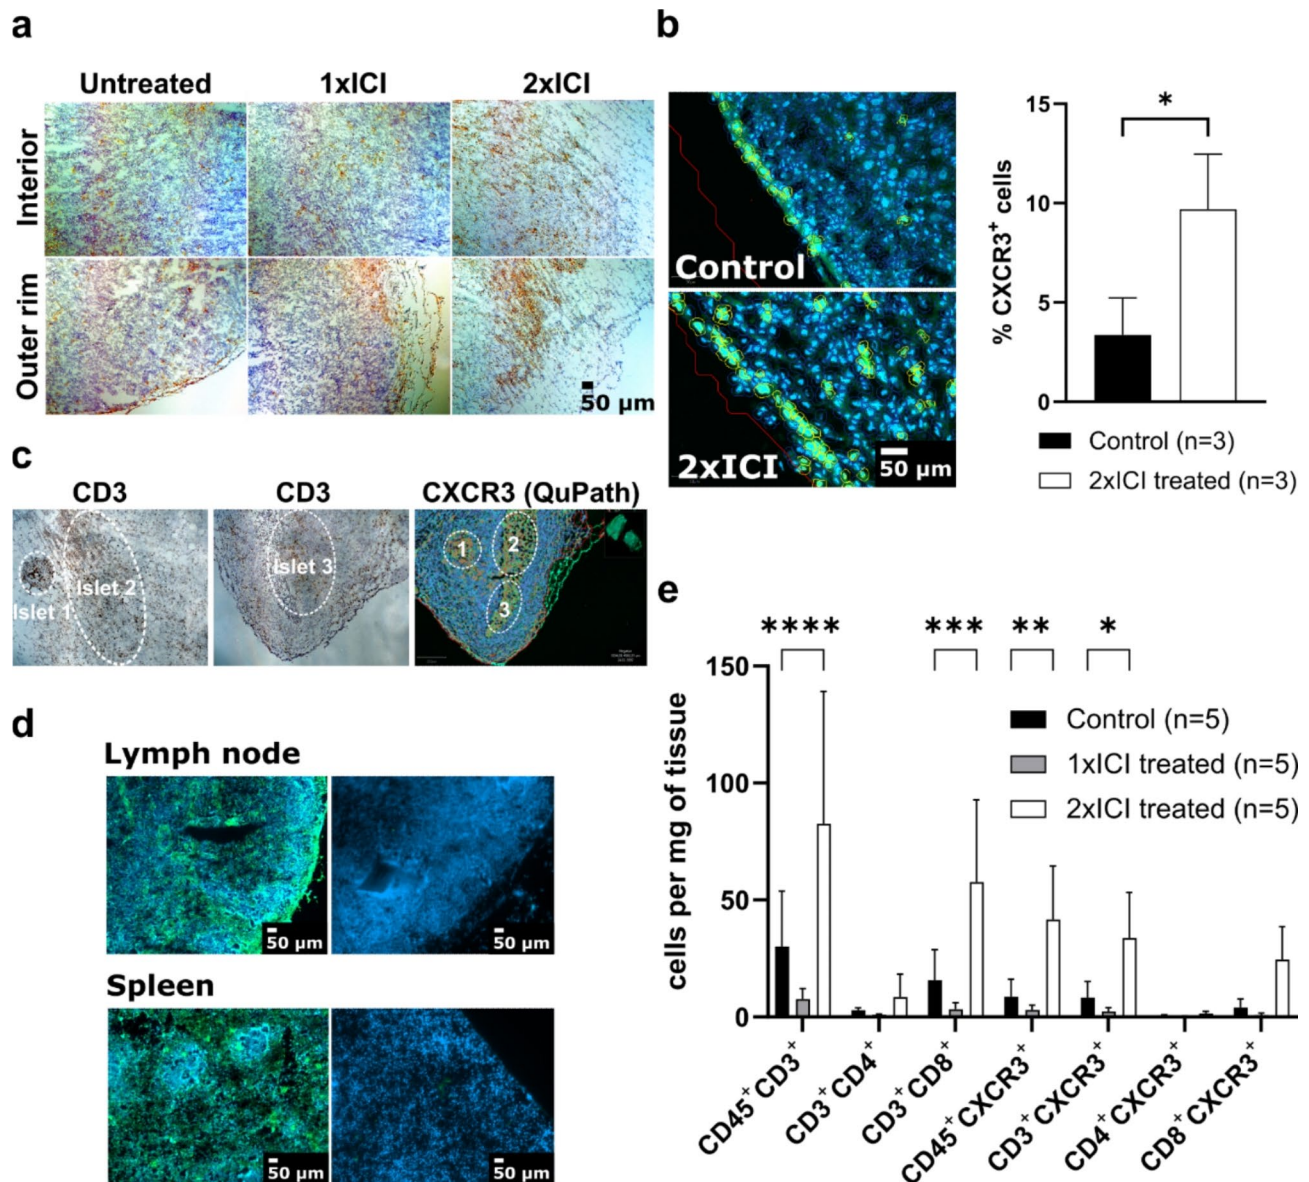 a
Untreated 1xICI 2xICI
Interior
Outer rim
50 µm
b
Control
2xICI
50 µm
15
10
5
0
% CXCR3+ cells
*
Control (n=3)
2xICI treated (n=3)
c
CD3 CD3 CXCR3 (QuPath)
Islet 1
Islet 2
Islet 3
1
2
3
d
Lymph node
50 µm 50 µm
Spleen
50 µm 50 µm
e
**** *** ** *
150
100
50
0
cells per mg of tissue
Control (n=5)
1xICI treated (n=5)
2xICI treated (n=5)
CD45+CD3+
CD3+CD4+
CD3+CD8+
CD45+CXCR3+
CD3+CXCR3+
CD4+CXCR3+
CD8+CXCR3+